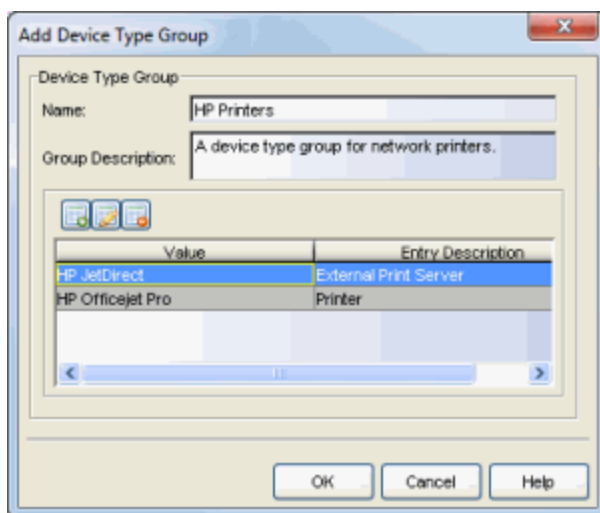 Add Device Type Group
Device Type Group
Name: HP Printers
Group Description: A device type group for network printers.
Value Entry Description
HP JetDirect External Print Server
HP Officejet Pro Printer
OK Cancel Help